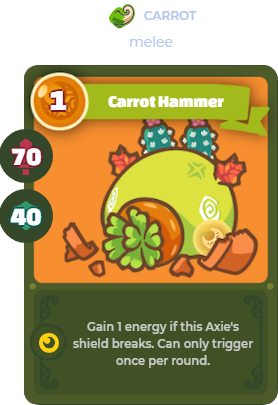 CARROT
melee
1
Carrot Hammer
70
40
Gain 1 energy if this Axie's
shield breaks. Can only trigger
once per round.